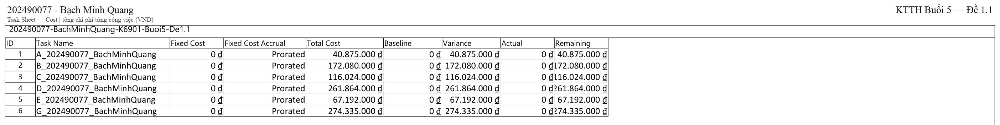 202490077 - Bạch Minh Quang KTTH Buổi 5 — Đề 1.1
Task Sheet — Cost | tổng chi phí từng công việc (VND)
202490077-BachMinhQuang-K6901-Buoi5-De1.1
ID Task Name Fixed Cost Fixed Cost Accrual Total Cost Baseline Variance Actual Remaining
1 A_202490077_BachMinhQuang 0 ₫ Prorated 40.875.000 ₫ 0 ₫ 40.875.000 ₫ 0 ₫ 40.875.000 ₫
2 B_202490077_BachMinhQuang 0 ₫ Prorated 172.080.000 ₫ 0 ₫ 172.080.000 ₫ 0 ₫ 172.080.000 ₫
3 C_202490077_BachMinhQuang 0 ₫ Prorated 116.024.000 ₫ 0 ₫ 116.024.000 ₫ 0 ₫ 116.024.000 ₫
4 D_202490077_BachMinhQuang 0 ₫ Prorated 261.864.000 ₫ 0 ₫ 261.864.000 ₫ 0 ₫ 261.864.000 ₫
5 E_202490077_BachMinhQuang 0 ₫ Prorated 67.192.000 ₫ 0 ₫ 67.192.000 ₫ 0 ₫ 67.192.000 ₫
6 G_202490077_BachMinhQuang 0 ₫ Prorated 274.335.000 ₫ 0 ₫ 274.335.000 ₫ 0 ₫ 274.335.000 ₫